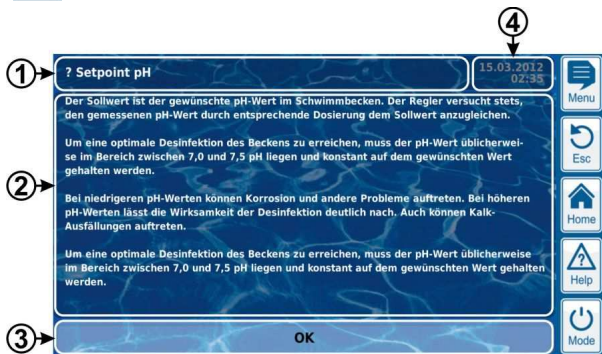 4
1
? Setpoint pH
15.03.2012
02:35
Menu
Der Sollwert ist der gewünschte pH-Wert im Schwimmbecken. Der Regler versucht stets,
den gemessenen pH-Wert durch entsprechende Dosierung dem Sollwert anzugleichen.
Um eine optimale Desinfektion des Beckens zu erreichen, muss der pH-Wert üblicherwei-
se im Bereich zwischen 7,0 und 7,5 pH liegen und konstant auf dem gewünschten Wert
gehalten werden.
Esc
2
Bei niedrigeren pH-Werten können Korrosion und andere Probleme auftreten. Bei höheren
pH-Werten lässt die Wirksamkeit der Desinfektion deutlich nach. Auch können Kalk-
Ausfällungen auftreten.
Home
Um eine optimale Desinfektion des Beckens zu erreichen, muss der pH-Wert üblicherweise
im Bereich zwischen 7,0 und 7,5 pH liegen und konstant auf dem gewünschten Wert gehalten
werden.
?
Help
3
OK
Mode